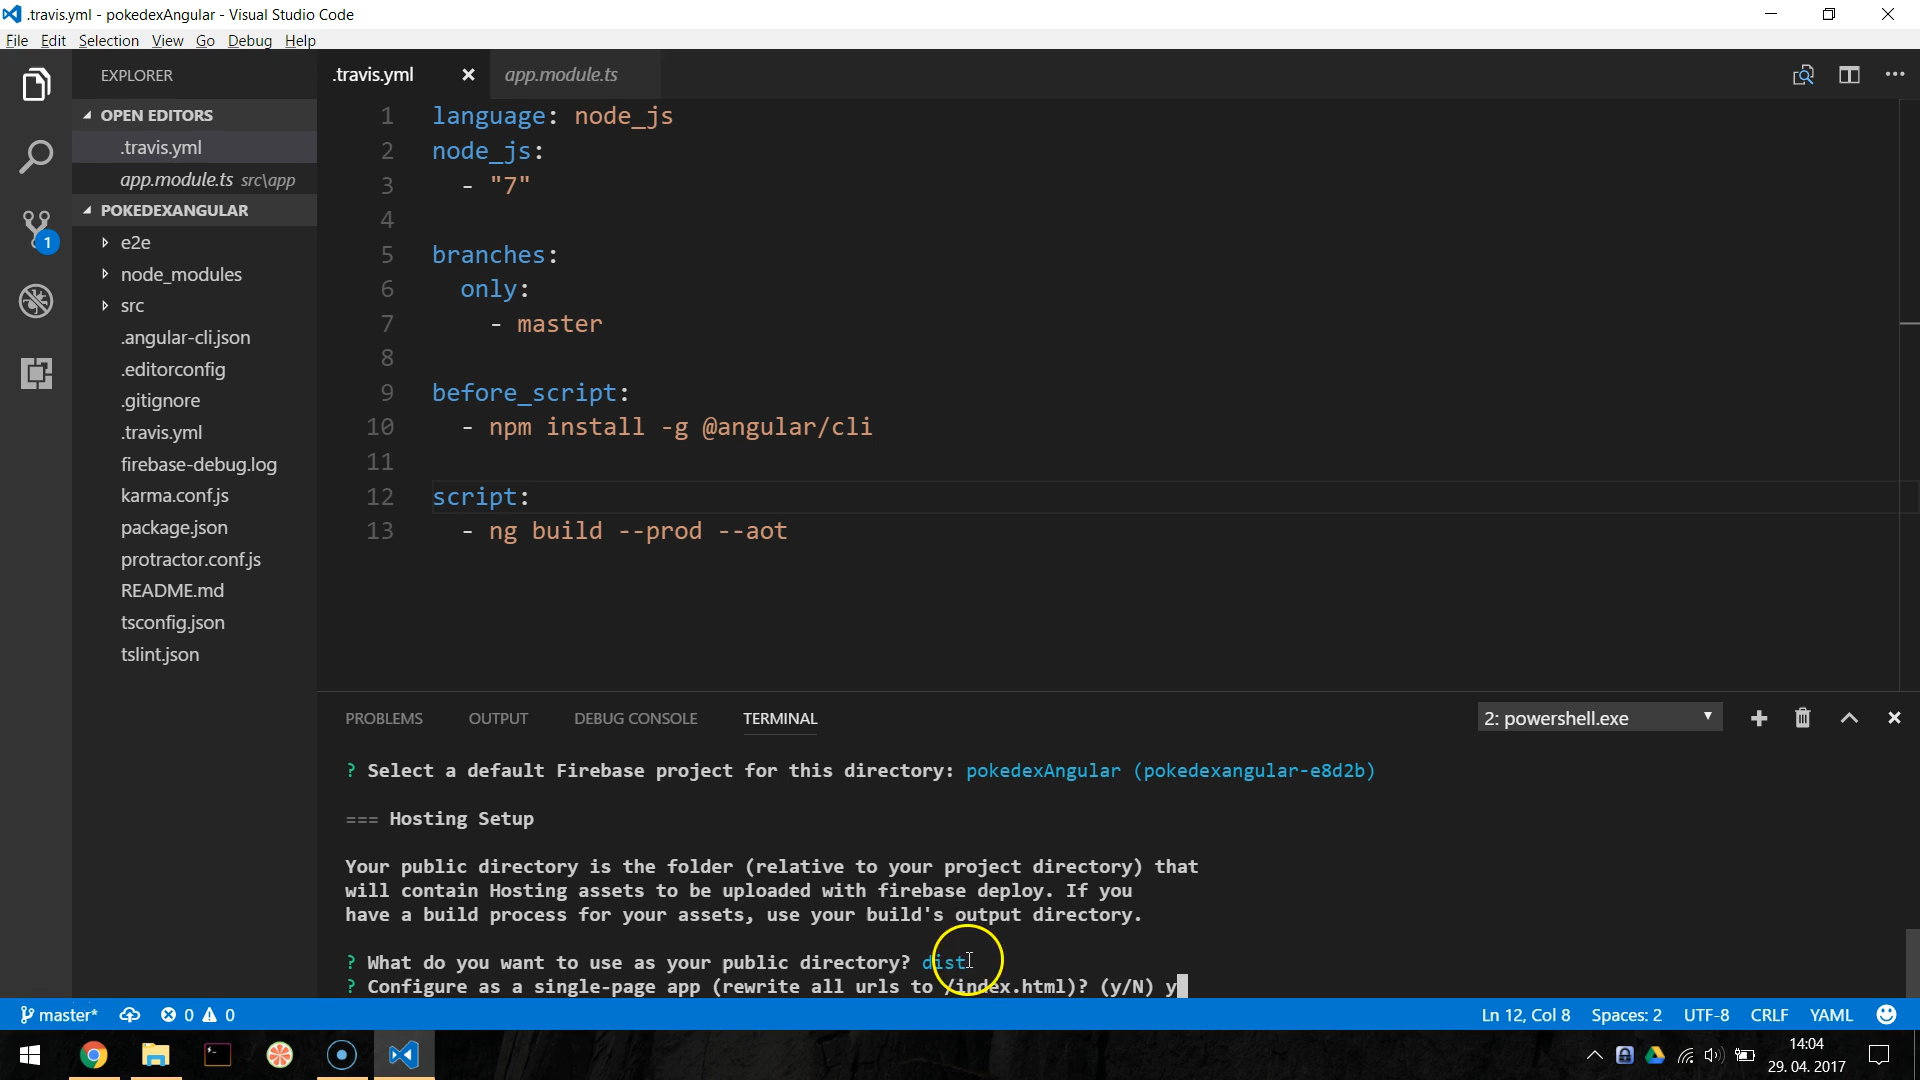 .travis.yml - pokedexAngular - Visual Studio Code
File Edit Selection View Go Debug Help
EXPLORER
OPEN EDITORS
.travis.yml
app.module.ts src\app
POKEDEXANGULAR
e2e
node_modules
src
.angular-cli.json
.editorconfig
.gitignore
.travis.yml
firebase-debug.log
karma.conf.js
package.json
protractor.conf.js
README.md
tsconfig.json
tslint.json
1
.travis.yml app.module.ts
1 language: node_js
2 node_js:
3 - "7"
4
5 branches:
6 only:
7 - master
8
9 before_script:
10 - npm install -g @angular/cli
11
12 script:
13 - ng build --prod --aot
PROBLEMS OUTPUT DEBUG CONSOLE TERMINAL 2: powershell.exe
? Select a default Firebase project for this directory: pokedexAngular (pokedexangular-e8d2b)
=== Hosting Setup
Your public directory is the folder (relative to your project directory) that
will contain Hosting assets to be uploaded with firebase deploy. If you
have a build process for your assets, use your build's output directory.
? What do you want to use as your public directory? dist
? Configure as a single-page app (rewrite all urls to /index.html)? (y/N) y
master* 0 0 Ln 12, Col 8 Spaces: 2 UTF-8 CRLF YAML
14:04
29. 04. 2017